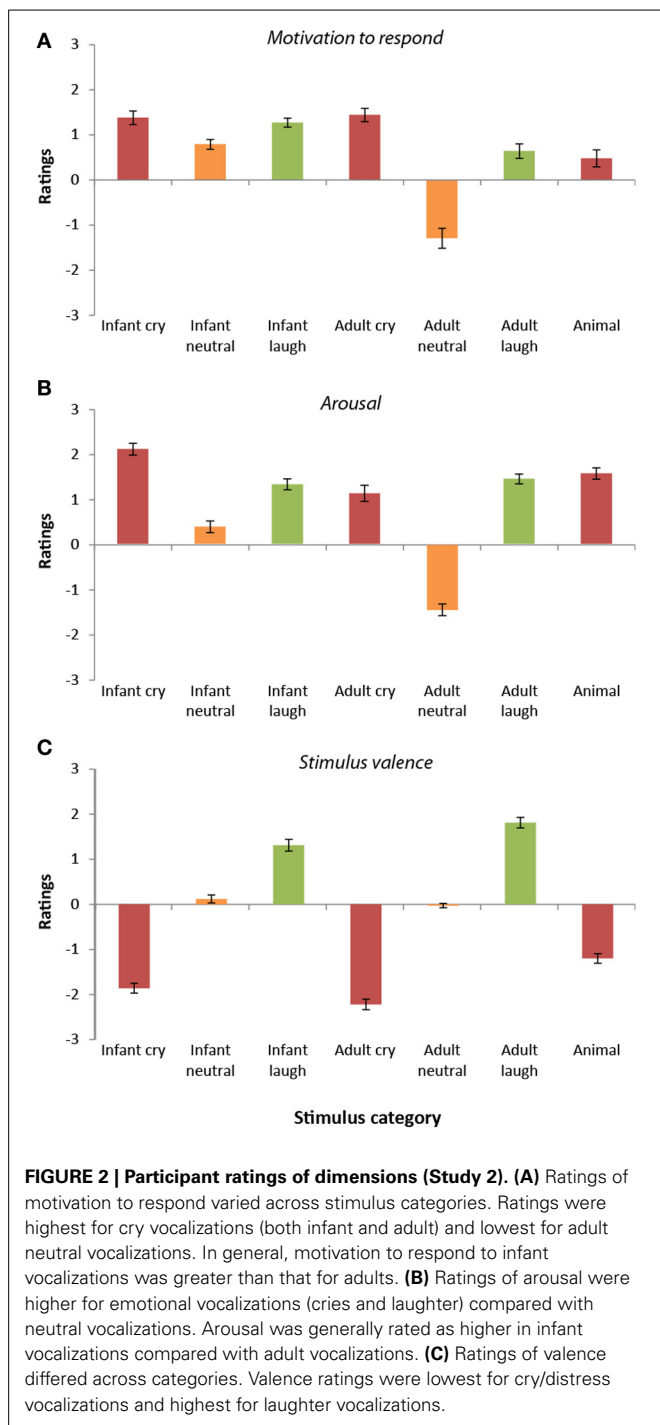 A
Motivation to respond
3
2
1
0
-1
-2
-3
Ratings
Infant cry
Infant neutral
Infant laugh
Adult cry
Adult neutral
Adult laugh
Animal
B
Arousal
3
2
1
0
-1
-2
-3
Ratings
Infant cry
Infant neutral
Infant laugh
Adult cry
Adult neutral
Adult laugh
Animal
C
Stimulus valence
3
2
1
0
-1
-2
-3
Ratings
Infant cry
Infant neutral
Infant laugh
Adult cry
Adult neutral
Adult laugh
Animal
Stimulus category
FIGURE 2 | Participant ratings of dimensions (Study 2). (A) Ratings of
motivation to respond varied across stimulus categories. Ratings were
highest for cry vocalizations (both infant and adult) and lowest for adult
neutral vocalizations. In general, motivation to respond to infant
vocalizations was greater than that for adults. (B) Ratings of arousal were
higher for emotional vocalizations (cries and laughter) compared with
neutral vocalizations. Arousal was generally rated as higher in infant
vocalizations compared with adult vocalizations. (C) Ratings of valence
differed across categories. Valence ratings were lowest for cry/distress
vocalizations and highest for laughter vocalizations.